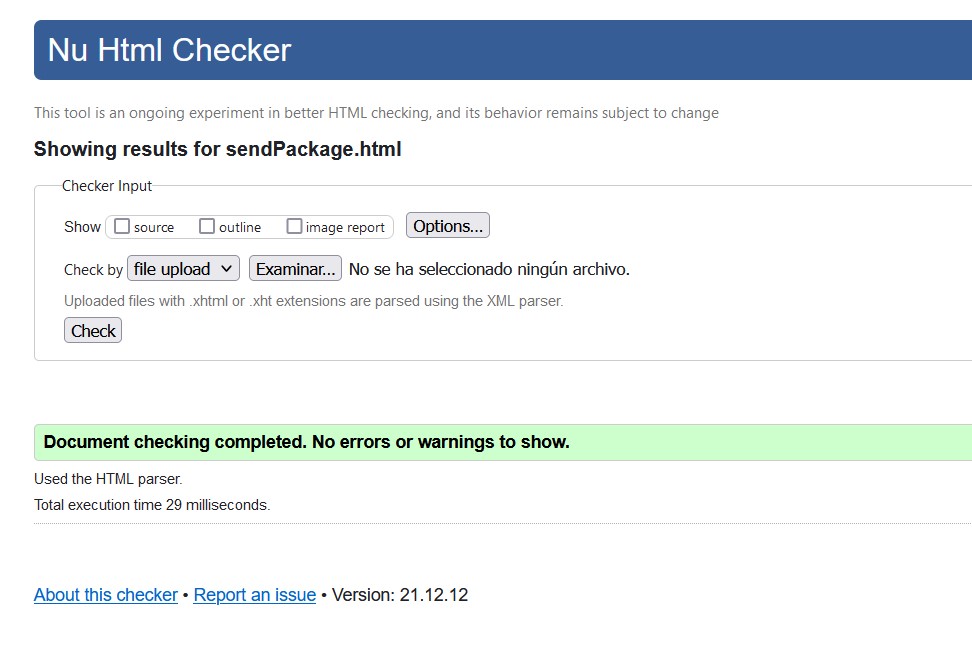 Nu Html Checker
This tool is an ongoing experiment in better HTML checking, and its behavior remains subject to change
Showing results for sendPackage.html
Checker Input
Show source outline image report Options...
Check by file upload Examinar... No se ha seleccionado ningún archivo.
Uploaded files with .xhtml or .xht extensions are parsed using the XML parser.
Check
Document checking completed. No errors or warnings to show.
Used the HTML parser.
Total execution time 29 milliseconds.
About this checker • Report an issue • Version: 21.12.12